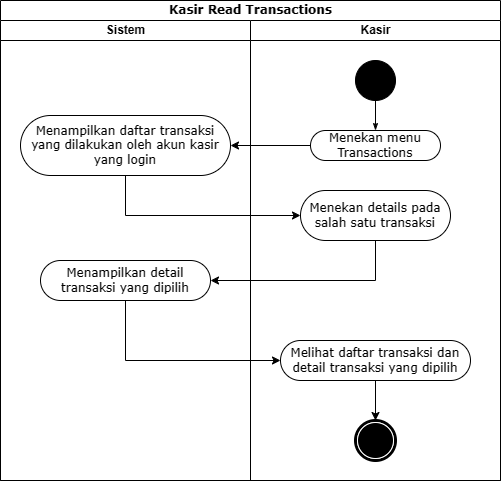 Kasir Read Transactions
Sistem
Kasir
Menekan menu
Transactions
Menampilkan daftar transaksi
yang dilakukan oleh akun kasir
yang login
Menekan details pada
salah satu transaksi
Menampilkan detail
transaksi yang dipilih
Melihat daftar transaksi dan
detail transaksi yang dipilih